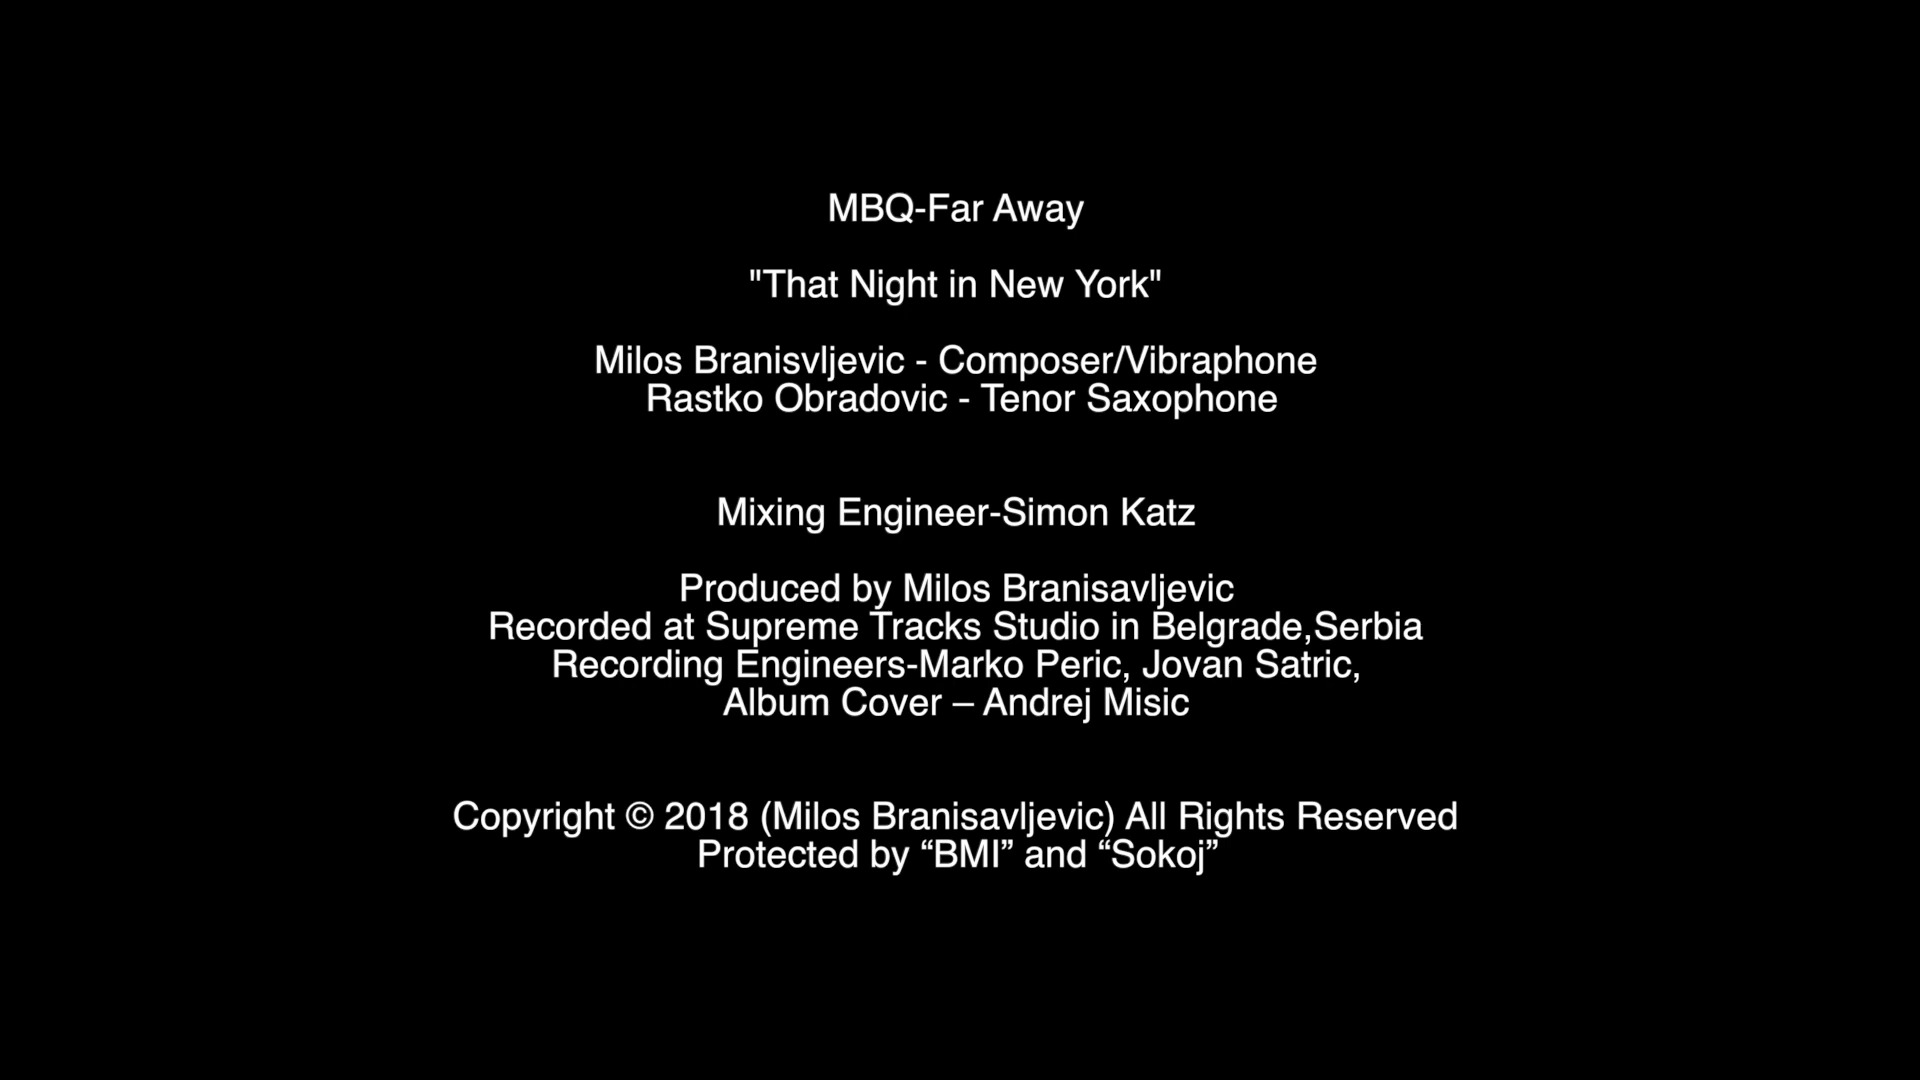 MBQ-Far Away
"That Night in New York"
Milos Branisvljevic - Composer/Vibraphone
Rastko Obradovic - Tenor Saxophone
Mixing Engineer-Simon Katz
Produced by Milos Branisavljevic
Recorded at Supreme Tracks Studio in Belgrade,Serbia
Recording Engineers-Marko Peric, Jovan Satric,
Album Cover – Andrej Misic
Copyright © 2018 (Milos Branisavljevic) All Rights Reserved
Protected by “BMI” and “Sokoj”